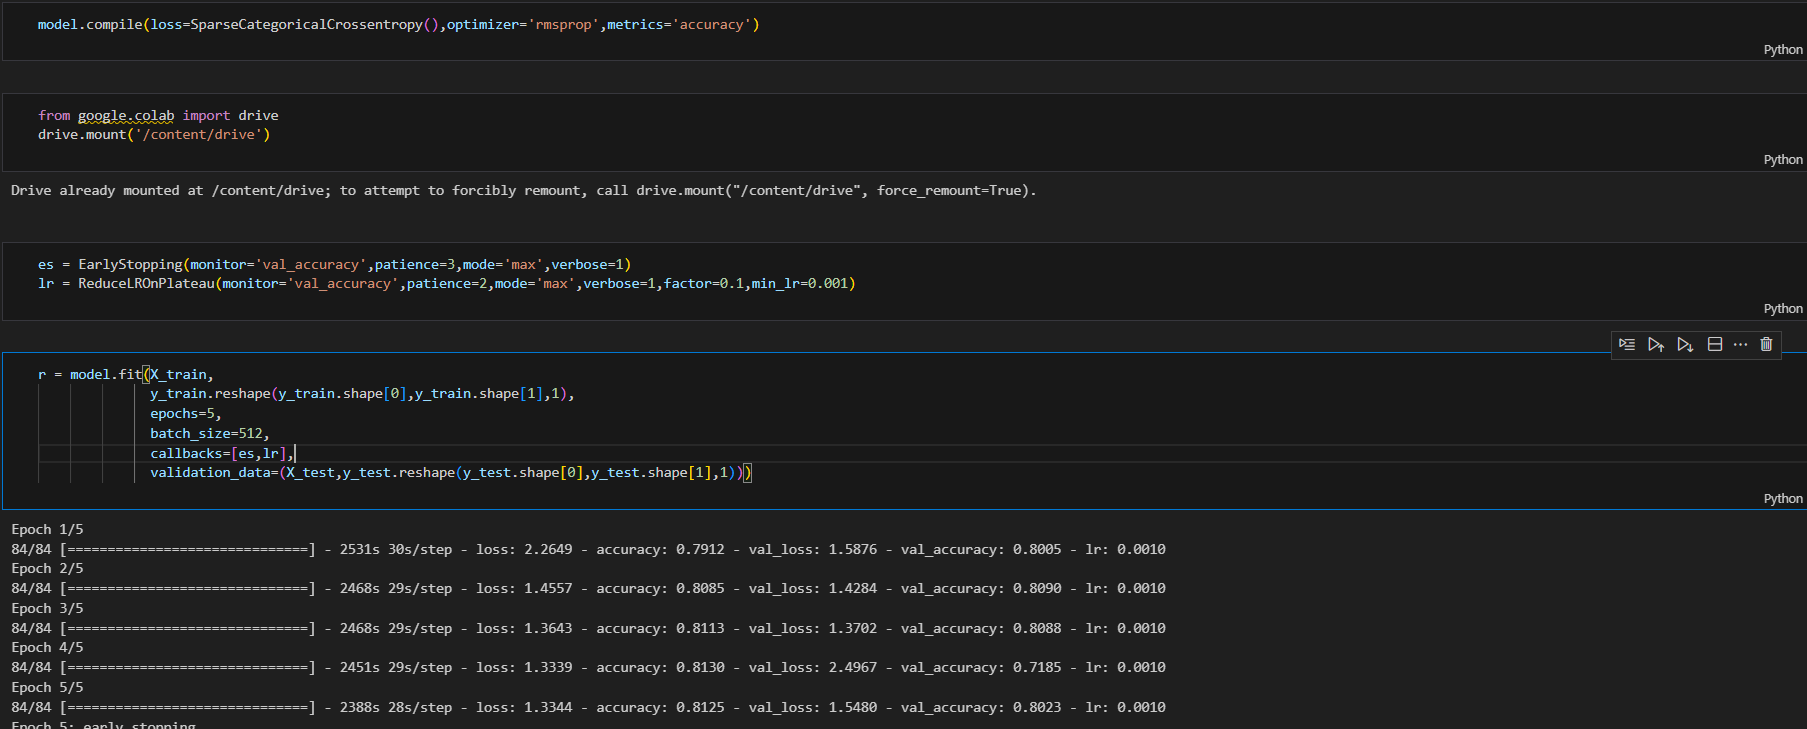 model.compile(loss=SparseCategoricalCrossentropy(),optimizer='rmsprop',metrics='accuracy')
Python
from google.colab import drive
drive.mount('/content/drive')
Python
Drive already mounted at /content/drive; to attempt to forcibly remount, call drive.mount("/content/drive", force_remount=True).
es = EarlyStopping(monitor='val_accuracy',patience=3,mode='max',verbose=1)
lr = ReduceLROnPlateau(monitor='val_accuracy',patience=2,mode='max',verbose=1,factor=0.1,min_lr=0.001)
Python
r = model.fit(X_train,
y_train.reshape(y_train.shape[0],y_train.shape[1],1),
epochs=5,
batch_size=512,
callbacks=[es,lr],
validation_data=(X_test,y_test.reshape(y_test.shape[0],y_test.shape[1],1)))
Python
Epoch 1/5
84/84 [==============================] - 2531s 30s/step - loss: 2.2649 - accuracy: 0.7912 - val_loss: 1.5876 - val_accuracy: 0.8005 - lr: 0.0010
Epoch 2/5
84/84 [==============================] - 2468s 29s/step - loss: 1.4557 - accuracy: 0.8085 - val_loss: 1.4284 - val_accuracy: 0.8090 - lr: 0.0010
Epoch 3/5
84/84 [==============================] - 2468s 29s/step - loss: 1.3643 - accuracy: 0.8113 - val_loss: 1.3702 - val_accuracy: 0.8088 - lr: 0.0010
Epoch 4/5
84/84 [==============================] - 2451s 29s/step - loss: 1.3339 - accuracy: 0.8130 - val_loss: 2.4967 - val_accuracy: 0.7185 - lr: 0.0010
Epoch 5/5
84/84 [==============================] - 2388s 28s/step - loss: 1.3344 - accuracy: 0.8125 - val_loss: 1.5480 - val_accuracy: 0.8023 - lr: 0.0010
Epoch 5: early stopping